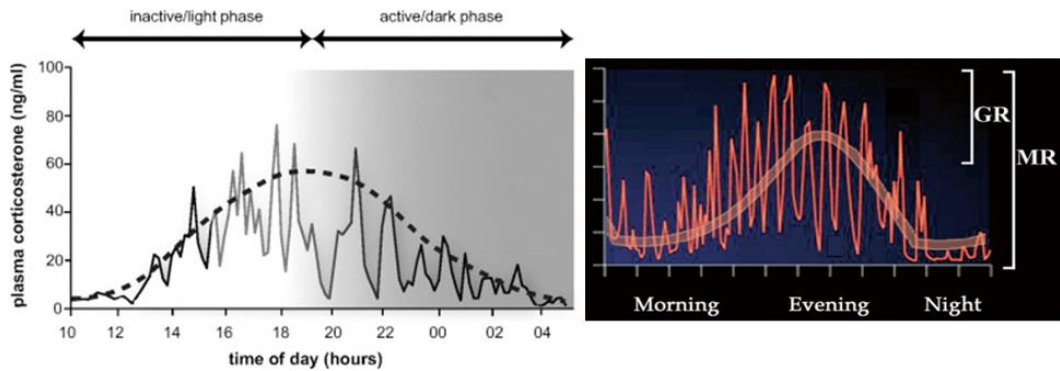 inactive/light phase active/dark phase
plasma corticosterone (ng/ml)
100
80
60
40
20
0
10 12 14 16 18 20 22 00 02 04
time of day (hours)
GR
MR
Morning Evening Night